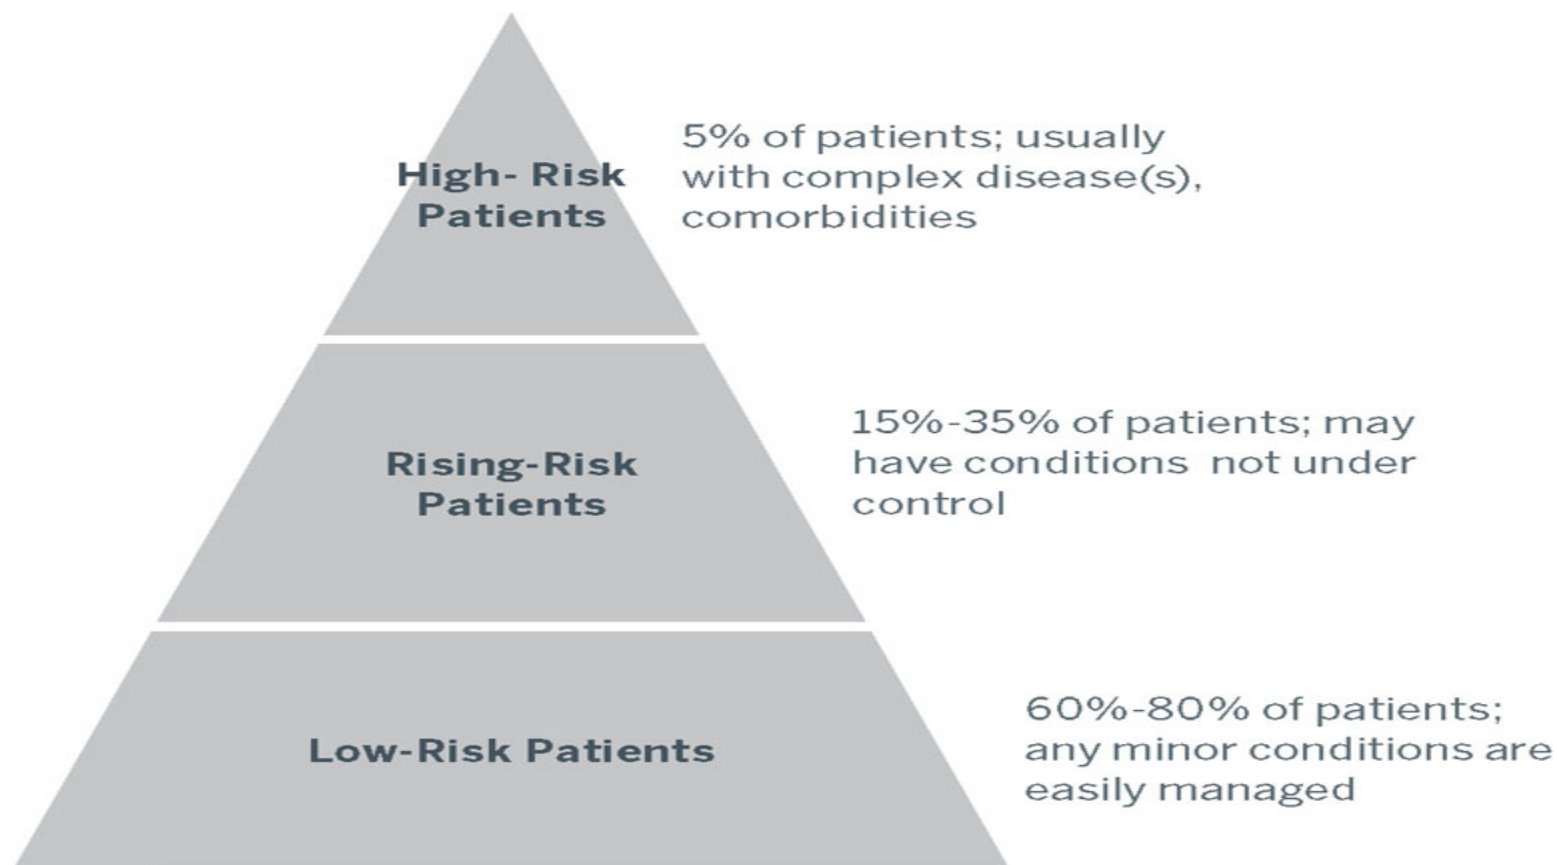 High- Risk
Patients
5% of patients; usually
with complex disease(s),
comorbidities
Rising-Risk
Patients
15%-35% of patients; may
have conditions  not under
control
Low-Risk Patients
60%-80% of patients;
any minor conditions are
easily managed